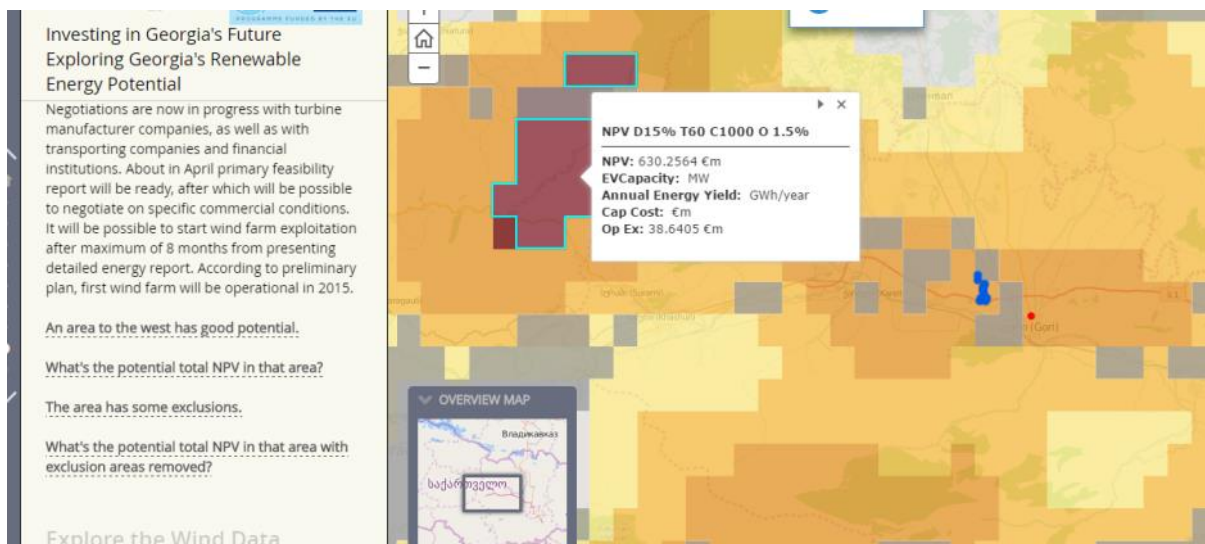 PROGRAMME FUNDED BY THE EU
Investing in Georgia's Future
Exploring Georgia's Renewable
Energy Potential
Negotiations are now in progress with turbine
manufacturer companies, as well as with
transporting companies and financial
institutions. About in April primary feasibility
report will be ready, after which will be possible
to negotiate on specific commercial conditions.
It will be possible to start wind farm exploitation
after maximum of 8 months from presenting
detailed energy report. According to preliminary
plan, first wind farm will be operational in 2015.
An area to the west has good potential.
What's the potential total NPV in that area?
The area has some exclusions.
What's the potential total NPV in that area with
exclusion areas removed?
Explore the Wind Data
NPV D15% T60 C1000 O 1.5%
NPV: 630.2564 €m
EVCapacity: MW
Annual Energy Yield: GWh/year
Cap Cost: €m
Op Ex: 38.6405 €m
(Gori)
OVERVIEW MAP
Владикавказ
საქართველო